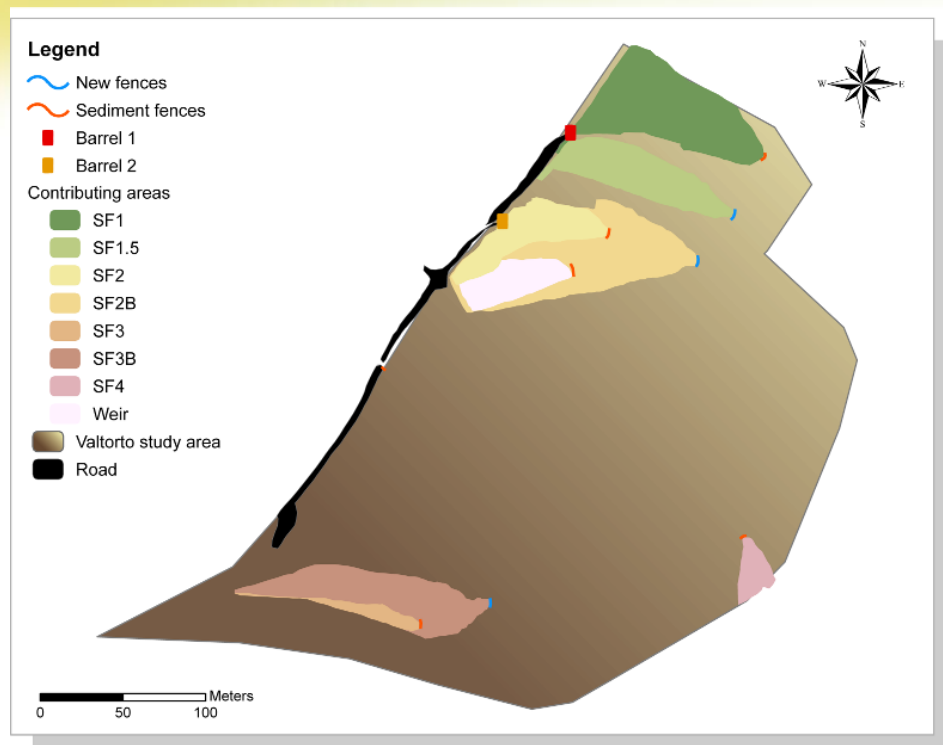 Legend
New fences
Sediment fences
Barrel 1
Barrel 2
Contributing areas
SF1
SF1.5
SF2
SF2B
SF3
SF3B
SF4
Weir
Valtorto study area
Road
N
W E
S
Meters
0 50 100